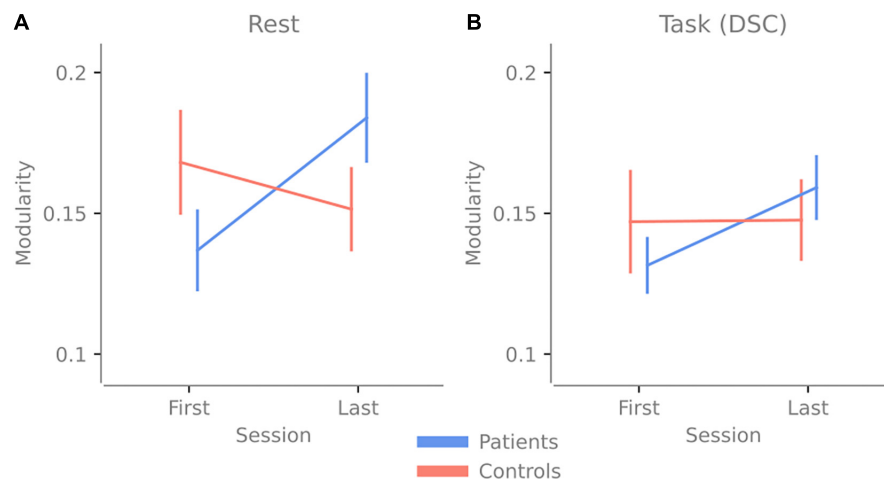 A
Rest
0.2
0.15
0.1
Modularity
First
Last
Session
B
Task (DSC)
0.2
0.15
0.1
Modularity
First
Last
Session
Patients
Controls